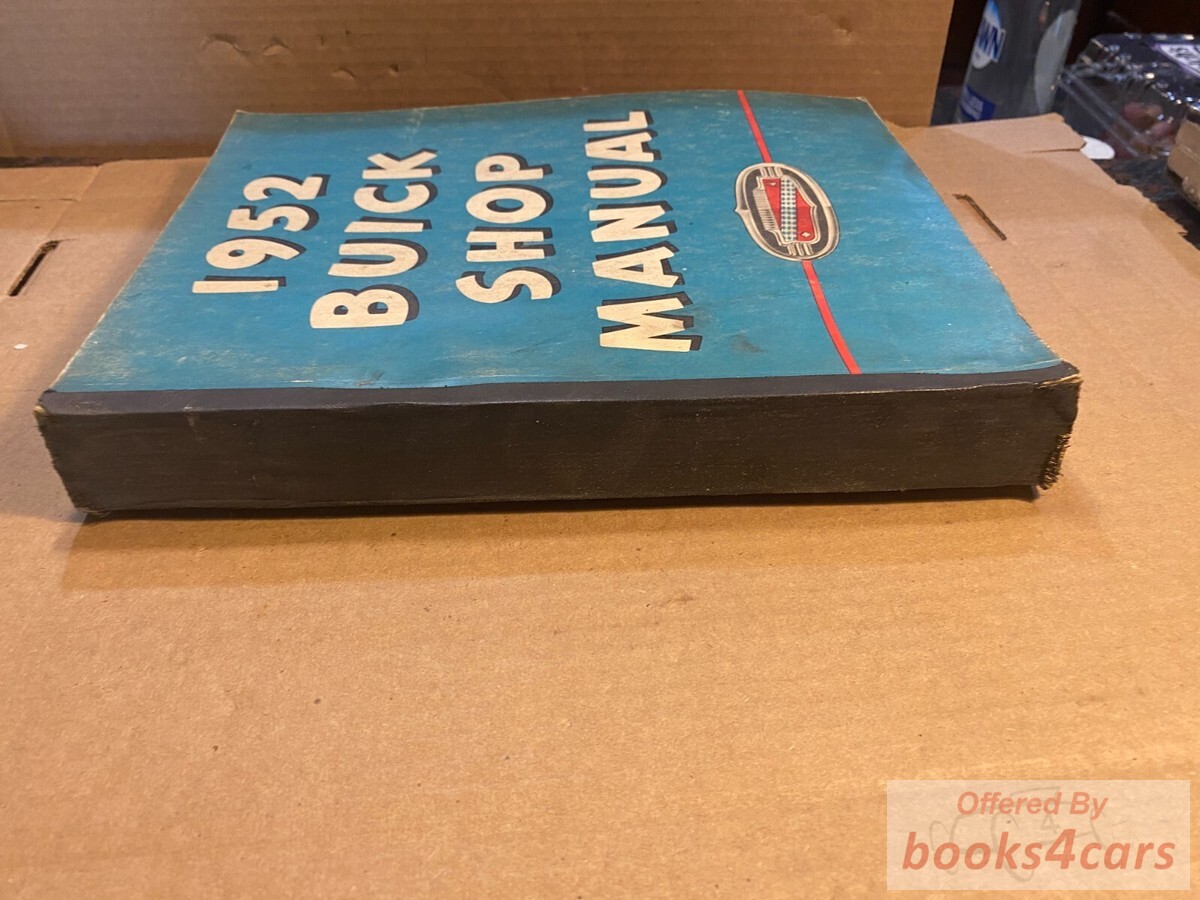 1952
BUICK
SHOP
MANUAL
Offered By
books4cars